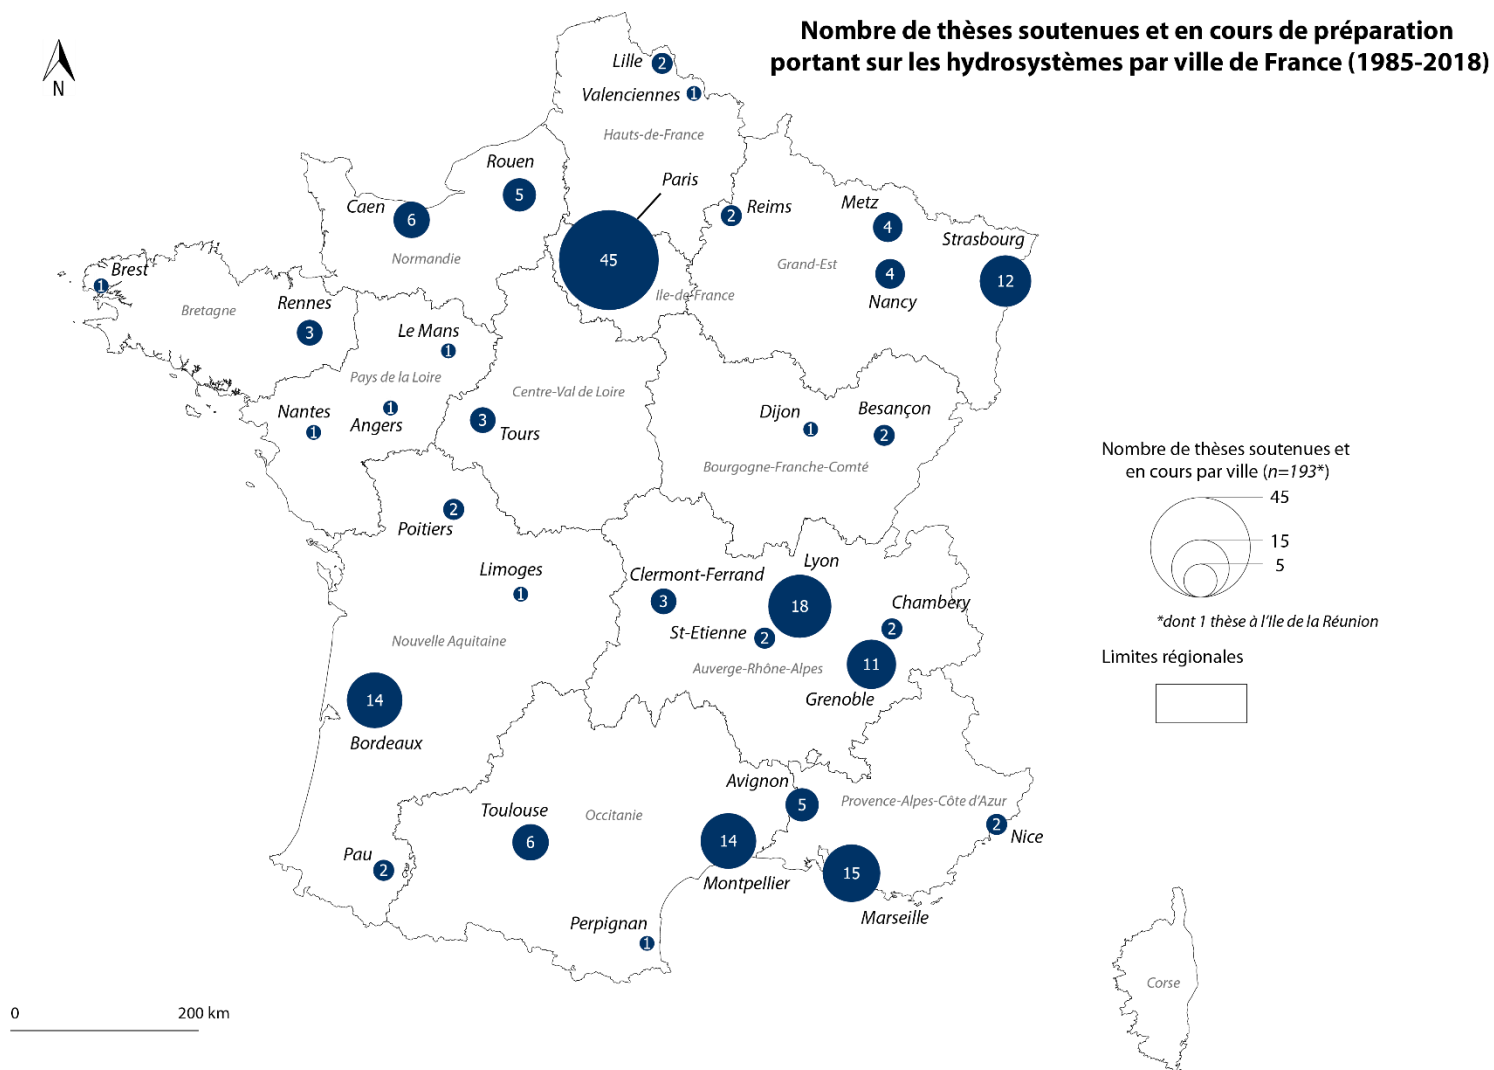 Nombre de thèses soutenues et en cours de préparation
portant sur les hydrosystèmes par ville de France (1985-2018)
N
Lille
2
Valenciennes
1
Hauts-de-France
Rouen
5
Paris
45
Caen
6
Normandie
Reims
2
Metz
4
Strasbourg
12
Grand-Est
4
Nancy
Ile-de-France
Brest
1
Bretagne
Rennes
3
Le Mans
1
Pays de la Loire
Nantes
1
1
Angers
Centre-Val de Loire
3
Tours
Dijon
1
Besançon
2
Bourgogne-Franche-Comté
2
Poitiers
Limoges
1
Nouvelle Aquitaine
Clermont-Ferrand
3
Lyon
18
St-Etienne
2
Chambéry
2
Auverge-Rhône-Alpes
11
Grenoble
14
Bordeaux
Avignon
5
Provence-Alpes-Côte d'Azur
2
Nice
Toulouse
6
Occitanie
14
Montpellier
15
Marseille
Pau
2
Perpignan
1
Corse
Nombre de thèses soutenues et
en cours par ville (n=193*)
45
15
5
*dont 1 thèse à l'Ile de la Réunion
Limites régionales
0 200 km